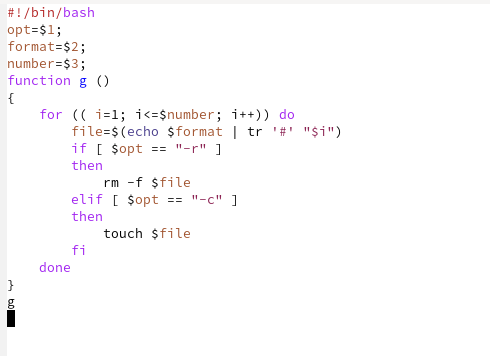 #!/bin/bash
opt=$1;
format=$2;
number=$3;
function g ()
{
    for (( i=1; i<=$number; i++)) do
        file=$(echo $format | tr '#' "$i")
        if [ $opt == "-r" ]
        then
            rm -f $file
        elif [ $opt == "-c" ]
        then
            touch $file
        fi
    done
}
g